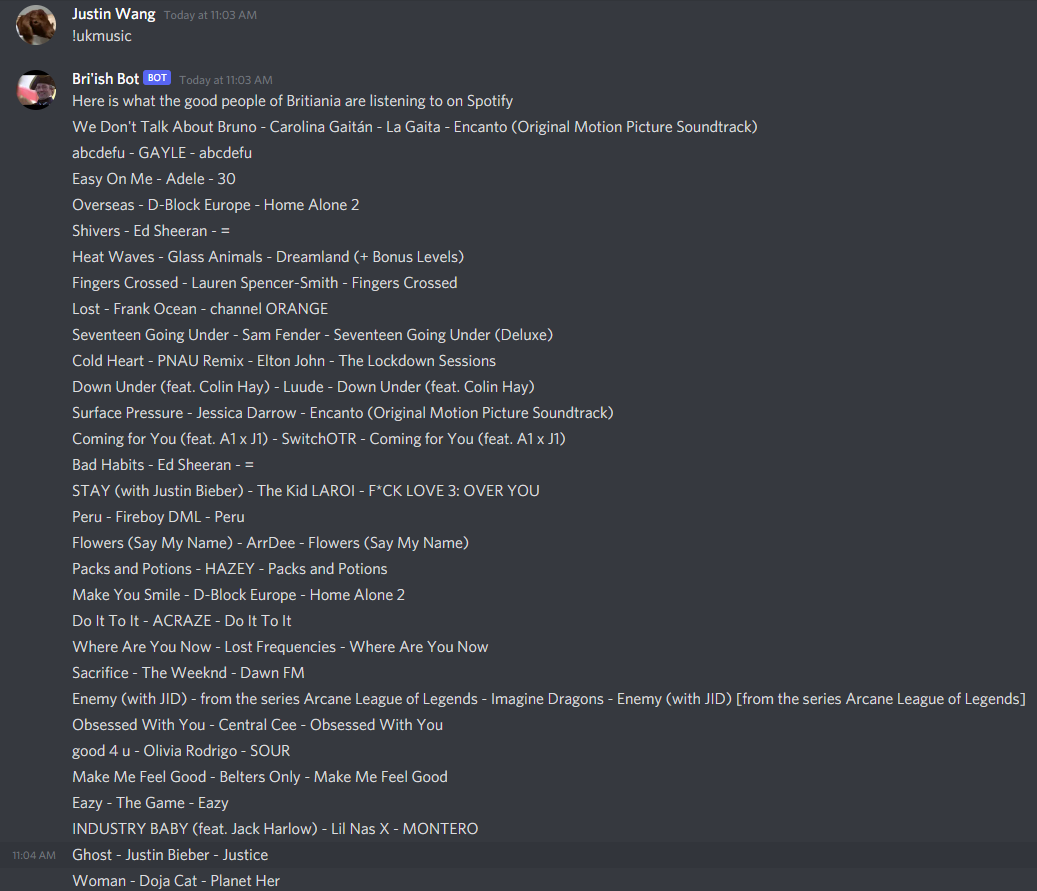 Justin Wang Today at 11:03 AM
!ukmusic
Bri'ish Bot BOT Today at 11:03 AM
Here is what the good people of Britiania are listening to on Spotify
We Don't Talk About Bruno - Carolina Gaitán - La Gaita - Encanto (Original Motion Picture Soundtrack)
abcdefu - GAYLE - abcdefu
Easy On Me - Adele - 30
Overseas - D-Block Europe - Home Alone 2
Shivers - Ed Sheeran - =
Heat Waves - Glass Animals - Dreamland (+ Bonus Levels)
Fingers Crossed - Lauren Spencer-Smith - Fingers Crossed
Lost - Frank Ocean - channel ORANGE
Seventeen Going Under - Sam Fender - Seventeen Going Under (Deluxe)
Cold Heart - PNAU Remix - Elton John - The Lockdown Sessions
Down Under (feat. Colin Hay) - Luude - Down Under (feat. Colin Hay)
Surface Pressure - Jessica Darrow - Encanto (Original Motion Picture Soundtrack)
Coming for You (feat. A1 x J1) - SwitchOTR - Coming for You (feat. A1 x J1)
Bad Habits - Ed Sheeran - =
STAY (with Justin Bieber) - The Kid LAROI - F*CK LOVE 3: OVER YOU
Peru - Fireboy DML - Peru
Flowers (Say My Name) - ArrDee - Flowers (Say My Name)
Packs and Potions - HAZEY - Packs and Potions
Make You Smile - D-Block Europe - Home Alone 2
Do It To It - ACRAZE - Do It To It
Where Are You Now - Lost Frequencies - Where Are You Now
Sacrifice - The Weeknd - Dawn FM
Enemy (with JID) - from the series Arcane League of Legends - Imagine Dragons - Enemy (with JID) [from the series Arcane League of Legends]
Obsessed With You - Central Cee - Obsessed With You
good 4 u - Olivia Rodrigo - SOUR
Make Me Feel Good - Belters Only - Make Me Feel Good
Eazy - The Game - Eazy
INDUSTRY BABY (feat. Jack Harlow) - Lil Nas X - MONTERO
11:04 AM Ghost - Justin Bieber - Justice
Woman - Doja Cat - Planet Her